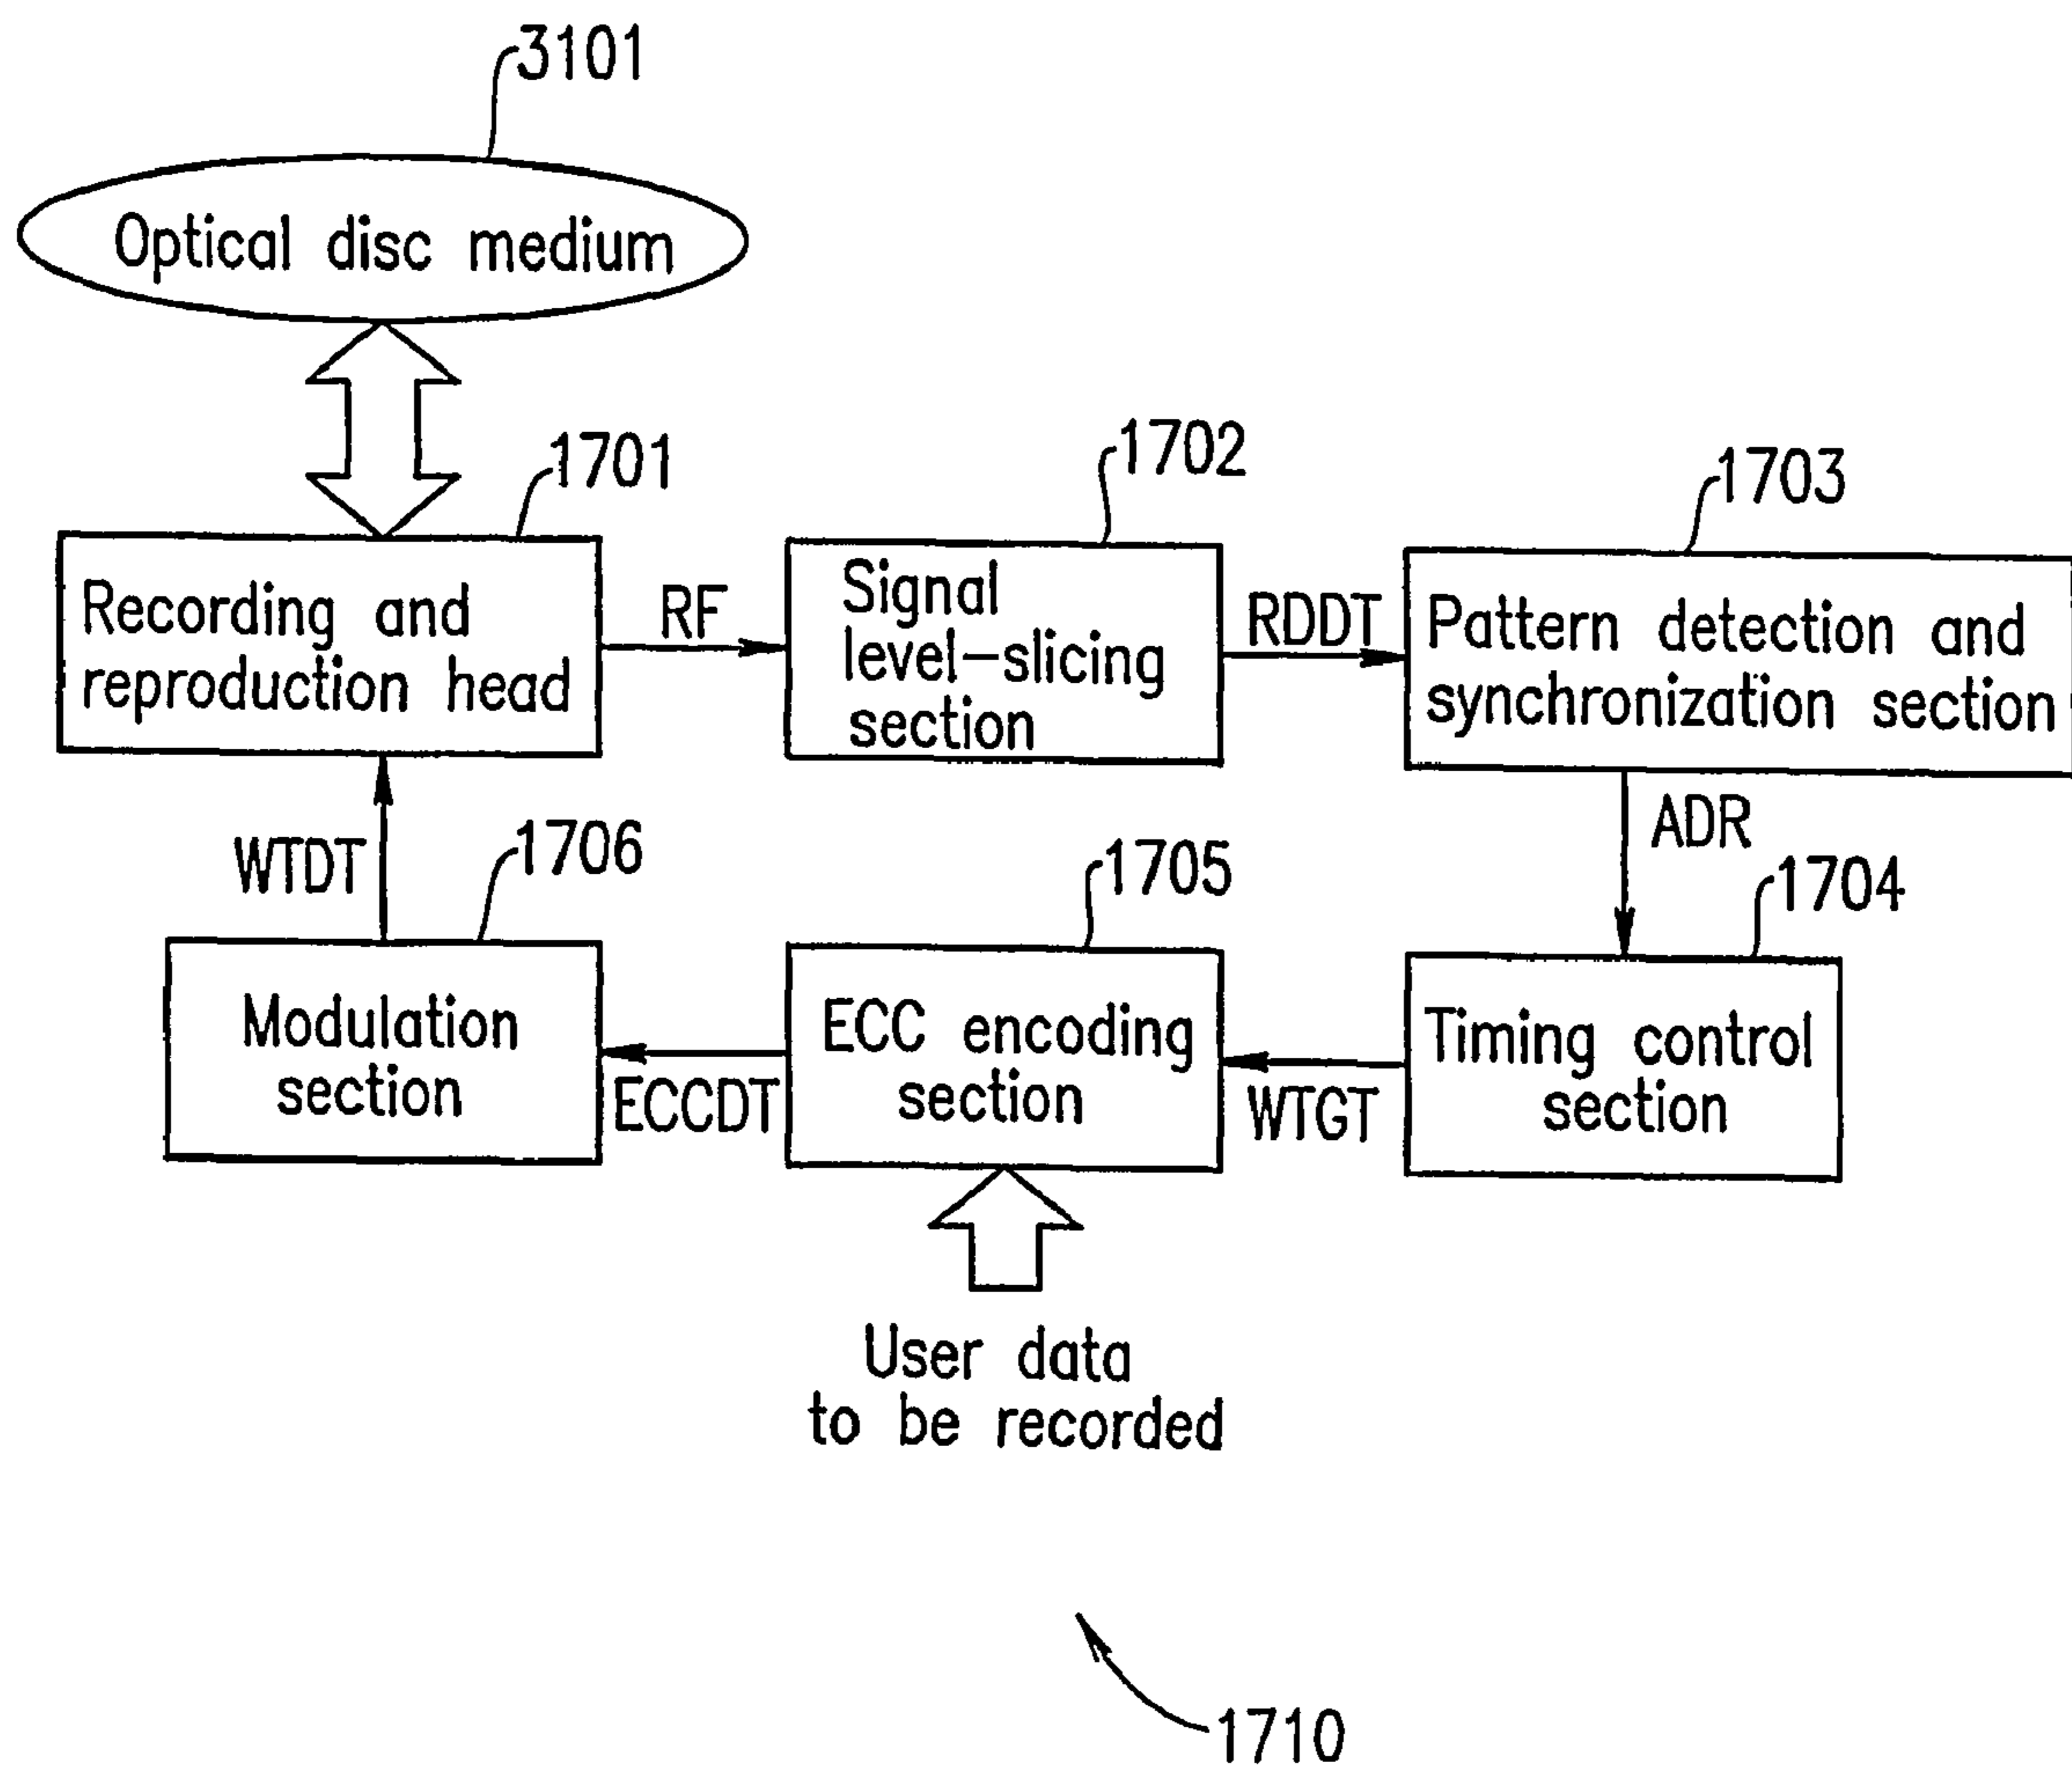 3101
Optical disc medium
1701
1702
1703
Recording and
reproduction head
RF
Signal
level-slicing
section
RDDT
Pattern detection and
synchronization section
WTDT
1706
1705
ADR
1704
Modulation
section
ECCDT
ECC encoding
section
WTGT
Timing control
section
User data
to be recorded
1710